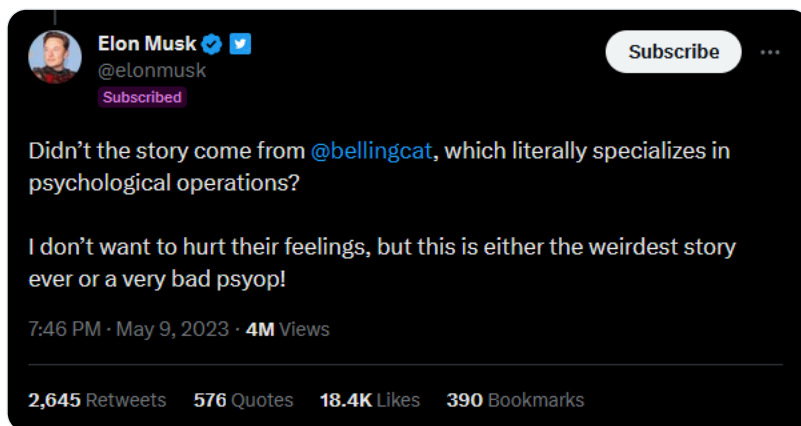 Elon Musk
@elonmusk
Subscribed
Subscribe
Didn’t the story come from @bellingcat, which literally specializes in
psychological operations?
I don’t want to hurt their feelings, but this is either the weirdest story
ever or a very bad psyop!
7:46 PM · May 9, 2023 · 4M Views
2,645 Retweets 576 Quotes 18.4K Likes 390 Bookmarks